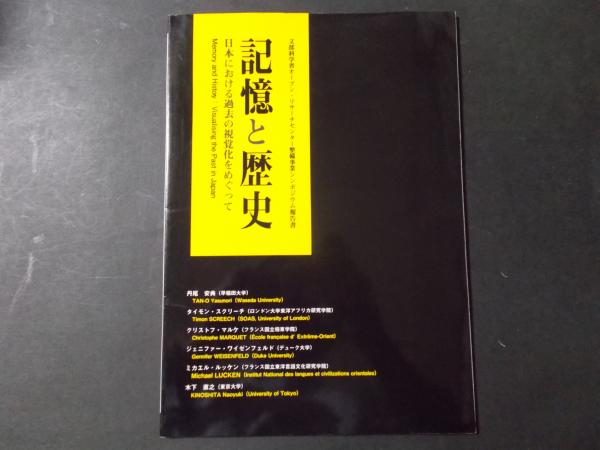 文部科学省オープン・リサーチセンター整備事業シンポジウム報告書
記憶と歴史
日本における過去の視覚化をめぐって
Memory and Histoy : Visualising the Past in Japan
丹尾 安典（早稲田大学）
TAN-O Yasunori (Waseda University)
タイモン・スクリーチ（ロンドン大学東洋アフリカ研究学院）
Timon SCREECH (SOAS, University of London)
クリストフ・マルケ（フランス国立極東学院）
Christophe MARQUET (École française d' Extrême-Orient)
ジェニファー・ワイゼンフェルド（デューク大学）
Gennifer WEISENFELD (Duke University)
ミカエル・ルッケン（フランス国立東洋言語文化研究学院）
Michael LUCKEN (Institut National des langues et civilizations orientales)
木下 直之（東京大学）
KINOSHITA Naoyuki (University of Tokyo)